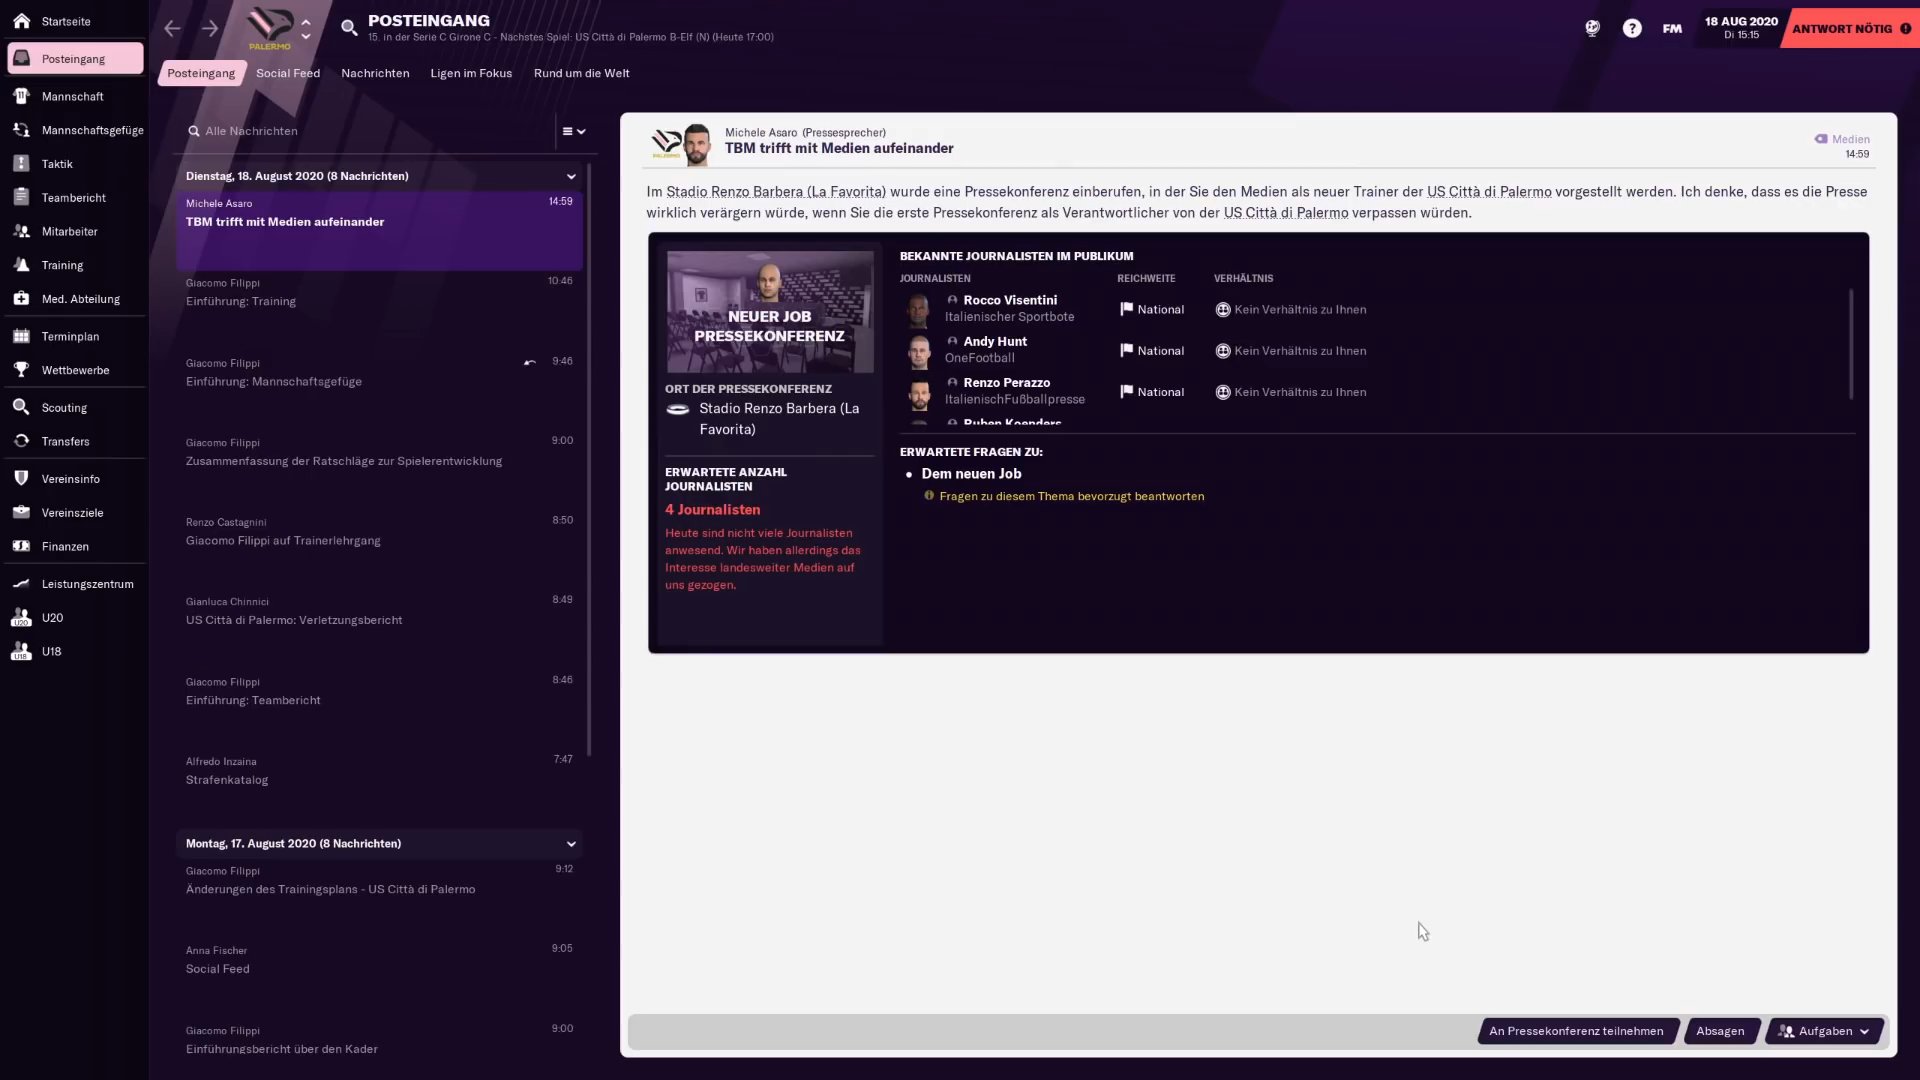 Startseite
Posteingang
Mannschaft
Mannschaftsgefüge
Taktik
Teambericht
Mitarbeiter
Training
Med. Abteilung
Terminplan
Wettbewerbe
Scouting
Transfers
Vereinsinfo
Vereinsziele
Finanzen
Leistungszentrum
U20
U20
U18
U18
PALERMO
POSTEINGANG
15. in der Serie C Girone C - Nächstes Spiel: US Città di Palermo B-Elf (N) (Heute 17:00)
FM
18 AUG 2020
Di 15:15
ANTWORT NÖTIG
Posteingang
Social Feed
Nachrichten
Ligen im Fokus
Rund um die Welt
Alle Nachrichten
Dienstag, 18. August 2020 (8 Nachrichten)
Michele Asaro 14:59
TBM trifft mit Medien aufeinander
Giacomo Filippi 10:46
Einführung: Training
Giacomo Filippi 9:46
Einführung: Mannschaftsgefüge
Giacomo Filippi 9:00
Zusammenfassung der Ratschläge zur Spielerentwicklung
Renzo Castagnini 8:50
Giacomo Filippi auf Trainerlehrgang
Gianluca Chinnici 8:49
US Città di Palermo: Verletzungsbericht
Giacomo Filippi 8:46
Einführung: Teambericht
Alfredo Inzaina 7:47
Strafenkatalog
Montag, 17. August 2020 (8 Nachrichten)
Giacomo Filippi 9:12
Änderungen des Trainingsplans - US Città di Palermo
Anna Fischer 9:05
Social Feed
Giacomo Filippi 9:00
Einführungsbericht über den Kader
Michele Asaro (Pressesprecher)
TBM trifft mit Medien aufeinander
Medien
14:59
Im Stadio Renzo Barbera (La Favorita) wurde eine Pressekonferenz einberufen, in der Sie den Medien als neuer Trainer der US Città di Palermo vorgestellt werden. Ich denke, dass es die Presse
wirklich verärgern würde, wenn Sie die erste Pressekonferenz als Verantwortlicher von der US Città di Palermo verpassen würden.
NEUER JOB
PRESSEKONFERENZ
ORT DER PRESSEKONFERENZ
Stadio Renzo Barbera (La
Favorita)
ERWARTETE ANZAHL
JOURNALISTEN
4 Journalisten
Heute sind nicht viele Journalisten
anwesend. Wir haben allerdings das
Interesse landesweiter Medien auf
uns gezogen.
BEKANNTE JOURNALISTEN IM PUBLIKUM
JOURNALISTEN REICHWEITE VERHÄLTNIS
Rocco Visentini
Italienischer Sportbote
National
Kein Verhältnis zu Ihnen
Andy Hunt
OneFootball
National
Kein Verhältnis zu Ihnen
Renzo Perazzo
ItalienischFußballpresse
National
Kein Verhältnis zu Ihnen
Ruben Koenders
ERWARTETE FRAGEN ZU:
• Dem neuen Job
Fragen zu diesem Thema bevorzugt beantworten
An Pressekonferenz teilnehmen
Absagen
Aufgaben